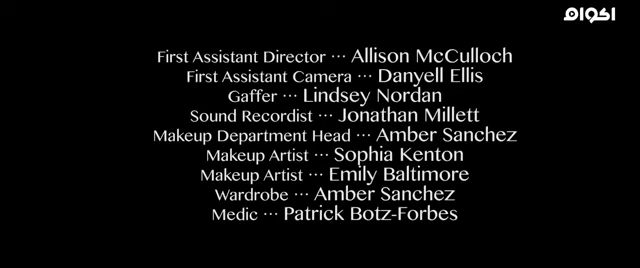 اكوام
First Assistant Director ··· Allison McCulloch
First Assistant Camera ··· Danyell Ellis
Gaffer ··· Lindsey Nordan
Sound Recordist ··· Jonathan Millett
Makeup Department Head ··· Amber Sanchez
Makeup Artist ··· Sophia Kenton
Makeup Artist ··· Emily Baltimore
Wardrobe ··· Amber Sanchez
Medic ··· Patrick Botz-Forbes